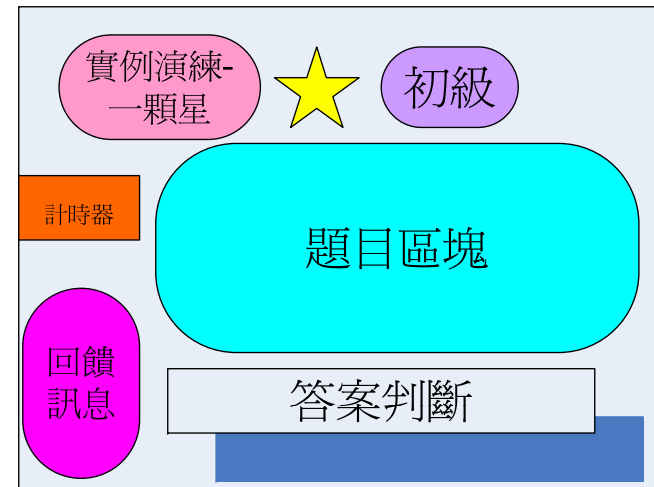 實例演練-
一顆星
初級
計時器
題目區塊
回饋
訊息
答案判斷